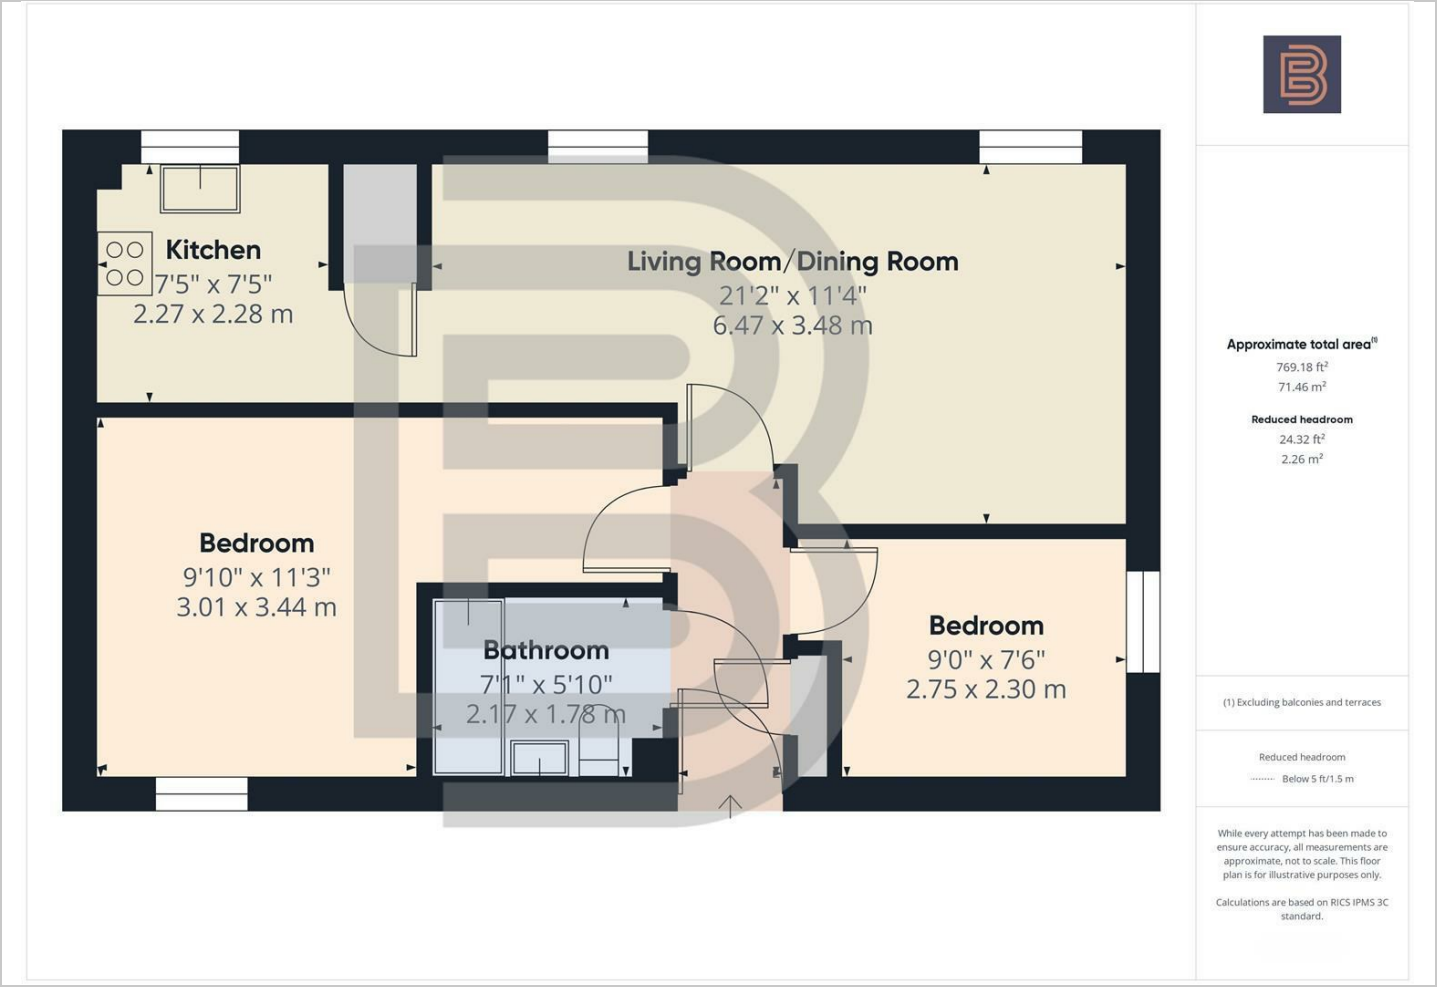 Kitchen
7'5" x 7'5"
2.27 x 2.28 m
Living Room/Dining Room
21'2" x 11'4"
6.47 x 3.48 m
Bedroom
9'10" x 11'3"
3.01 x 3.44 m
Bathroom
7'1" x 5'10"
2.17 x 1.78 m
Bedroom
9'0" x 7'6"
2.75 x 2.30 m
B
Approximate total area⁽¹⁾
769.18 ft²
71.46 m²
Reduced headroom
24.32 ft²
2.26 m²
(1) Excluding balconies and terraces
Reduced headroom
Below 5 ft/1.5 m
While every attempt has been made to
ensure accuracy, all measurements are
approximate, not to scale. This floor
plan is for illustrative purposes only.
Calculations are based on RICS IPMS 3C
standard.